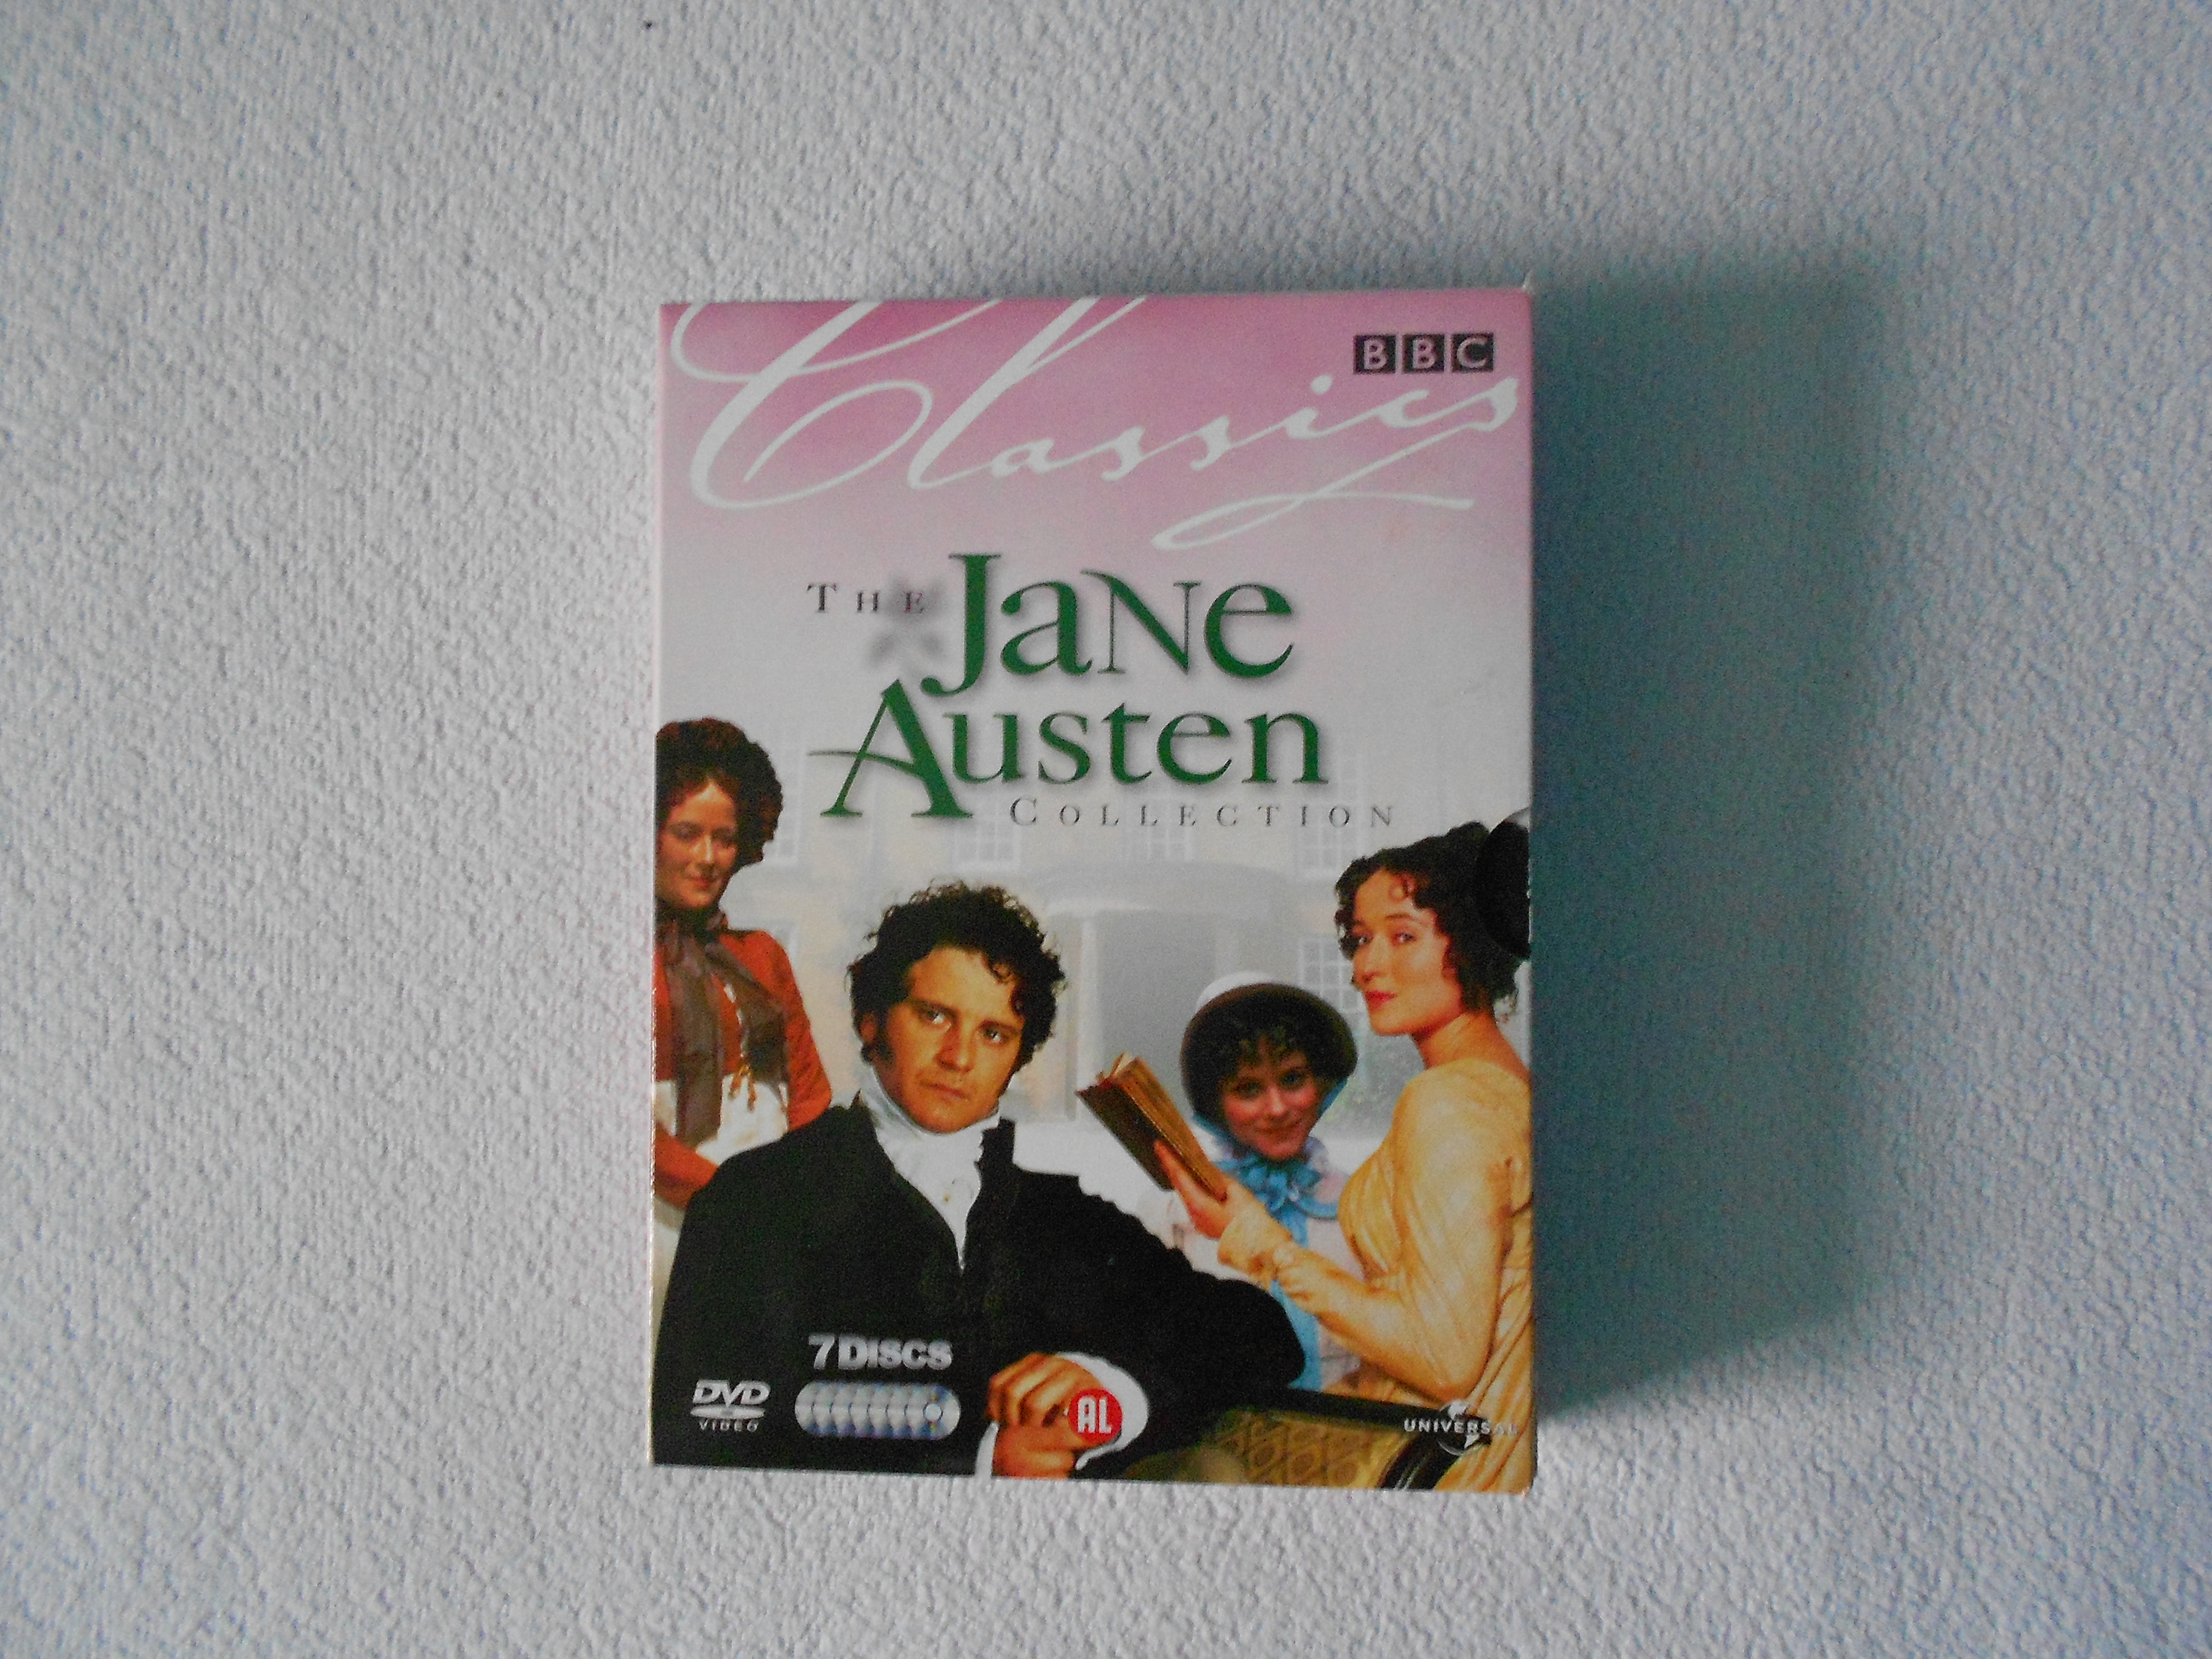 BBC
Classics
THE JaNe
Austen
COLLECTION
7 DISCS
DVD
VIDEO
AL
UNIVERSAL